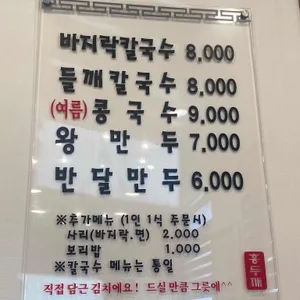 바지락칼국수 8,000
들깨칼국수 8,000
(여름) 콩국수 9,000
왕만두 7,000
반달만두 6,000
※추가메뉴 (1인 1식 주문시)
사리(바지락.면) 2.000
보리밥 1.000
※칼국수 메뉴는 통일
직접 담근 김치에요! 드실만큼 그릇에^^
홍두깨